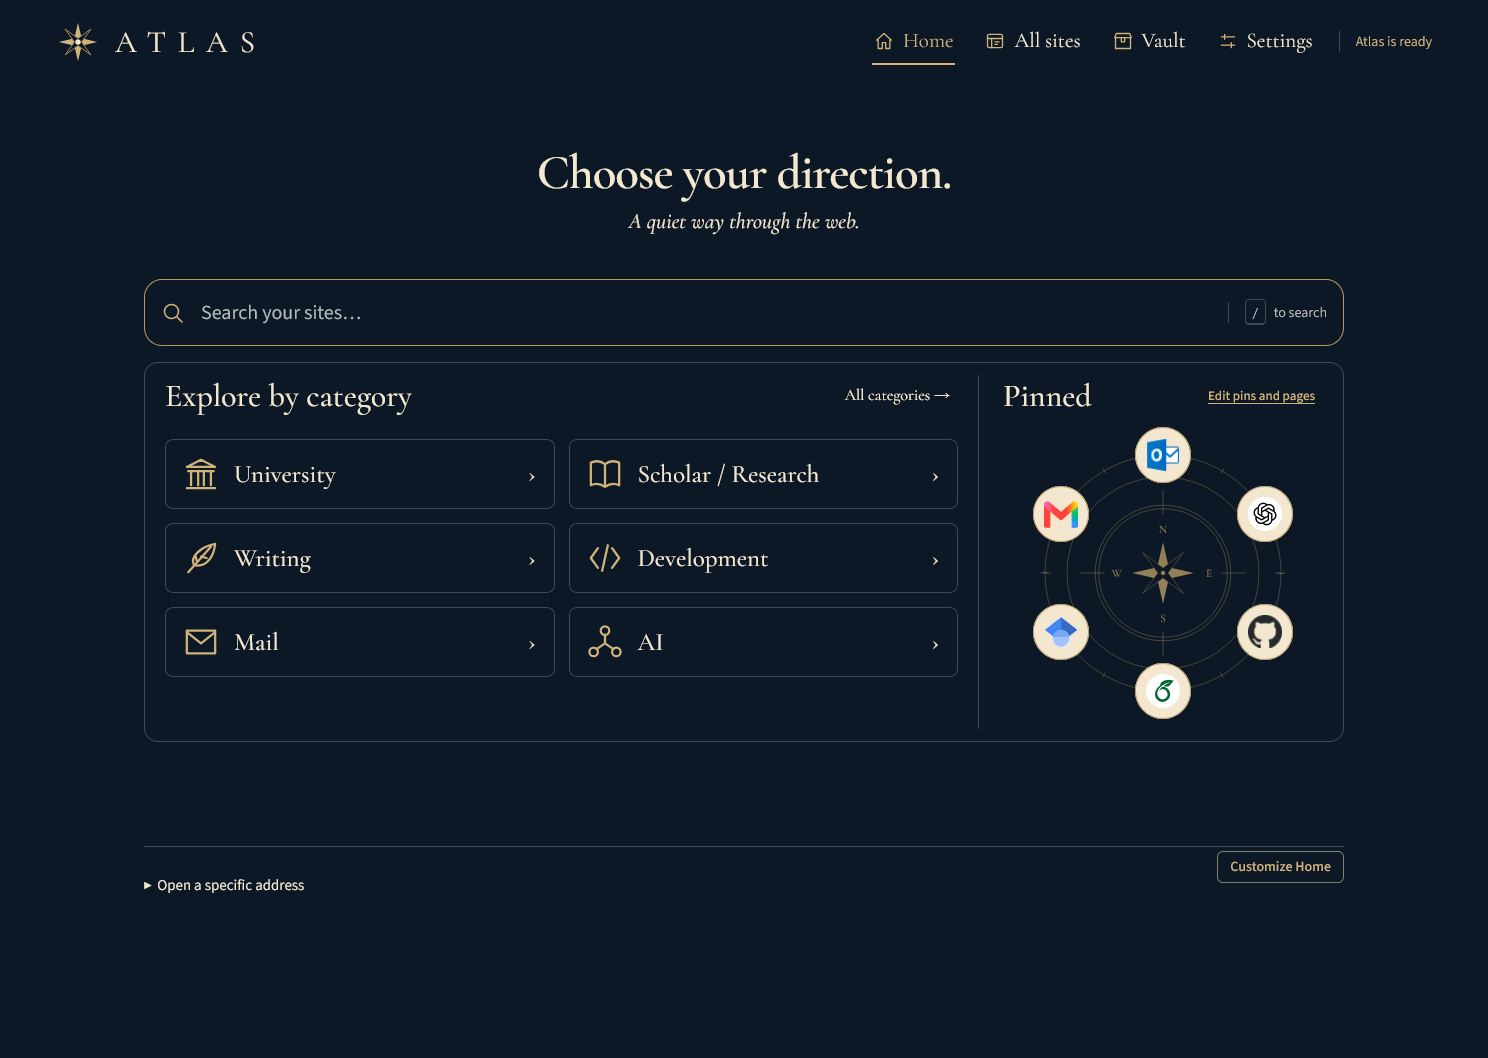 ATLAS
Home
All sites
Vault
Settings
Atlas is ready
Choose your direction.
A quiet way through the web.
Search your sites…
/ to search
Explore by category
All categories →
University ›
Scholar / Research ›
Writing ›
Development ›
Mail ›
AI ›
Pinned
Edit pins and pages
O
N
W
E
S
▸ Open a specific address
Customize Home